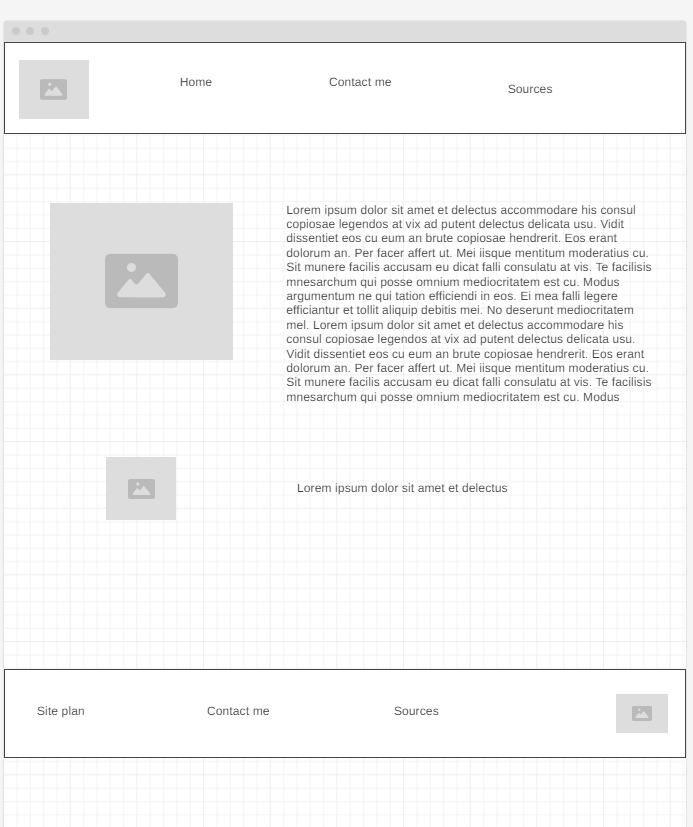 Home
Contact me
Sources
Lorem ipsum dolor sit amet et delectus accommodare his consul
copiosae legendos at vix ad putent delectus delicata usu. Vidit
dissentiet eos cu eum an brute copiosae hendrerit. Eos erant
dolorum an. Per facer affert ut. Mei iisque mentitum moderatius cu.
Sit munere facilis accusam eu dicat falli consulatu at vis. Te facilisis
mnesarchum qui posse omnium mediocritatem est cu. Modus
argumentum ne qui tation efficiendi in eos. Ei mea falli legere
efficiantur et tollit aliquip debitis mei. No deserunt mediocritatem
mel. Lorem ipsum dolor sit amet et delectus accommodare his
consul copiosae legendos at vix ad putent delectus delicata usu.
Vidit dissentiet eos cu eum an brute copiosae hendrerit. Eos erant
dolorum an. Per facer affert ut. Mei iisque mentitum moderatius cu.
Sit munere facilis accusam eu dicat falli consulatu at vis. Te facilisis
mnesarchum qui posse omnium mediocritatem est cu. Modus
Lorem ipsum dolor sit amet et delectus
Site plan
Contact me
Sources